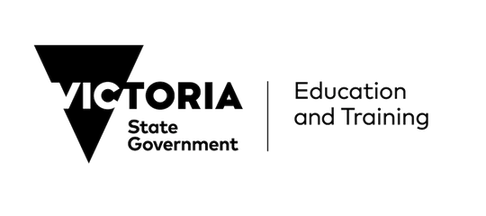 VICTORIA
State
Government
Education
and Training